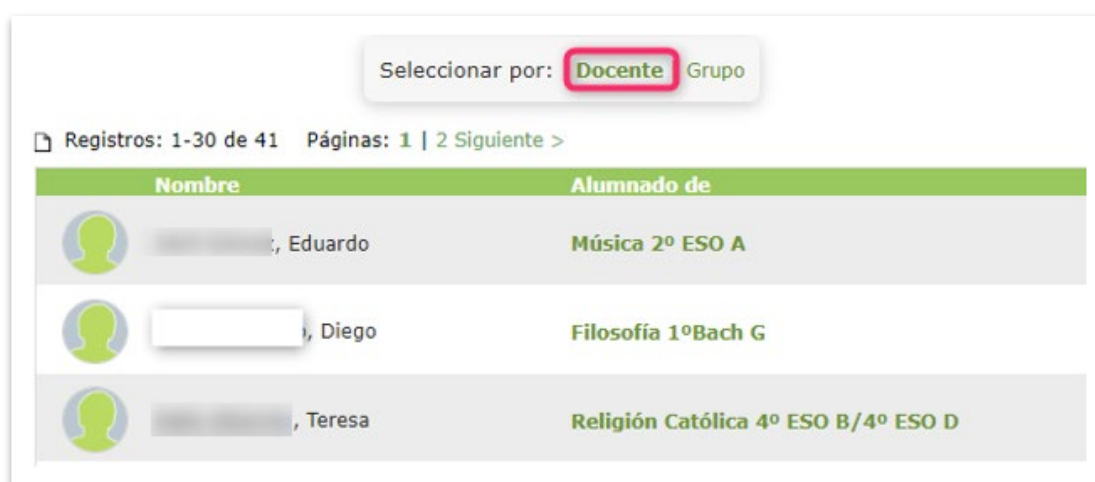 Seleccionar por: Docente Grupo
Registros: 1-30 de 41 Páginas: 1 | 2 Siguiente >
Nombre Alumnado de
, Eduardo Música 2º ESO A
, Diego Filosofía 1ºBach G
, Teresa Religión Católica 4º ESO B/4º ESO D